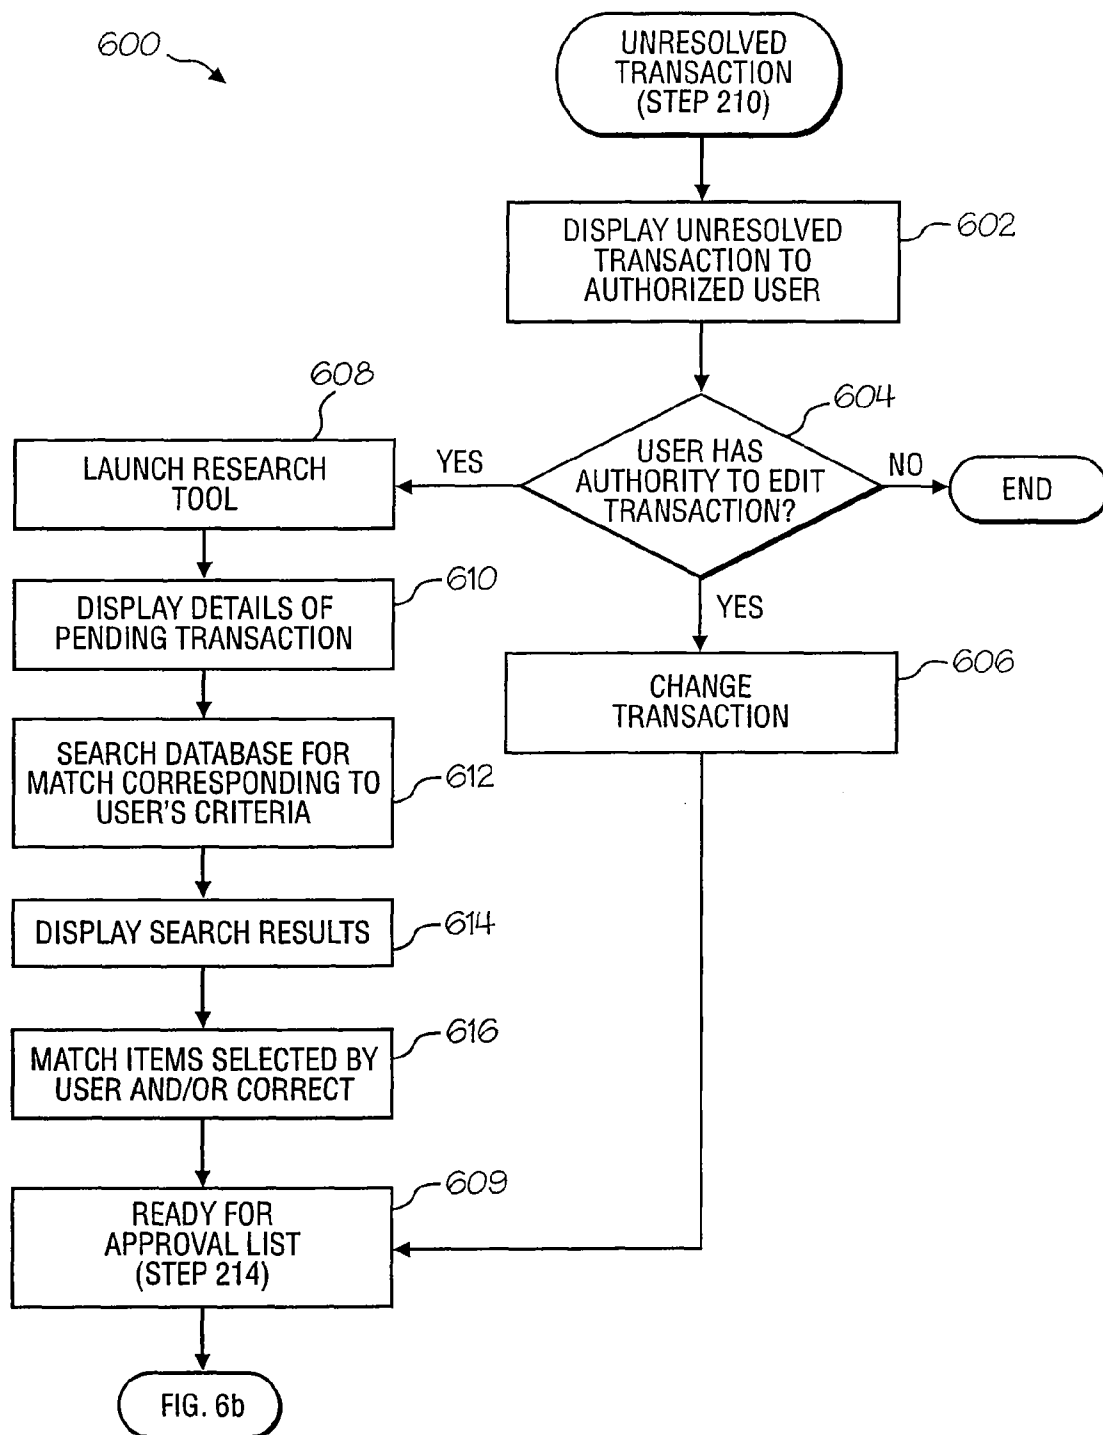 600
UNRESOLVED
TRANSACTION
(STEP 210)
602
DISPLAY UNRESOLVED
TRANSACTION TO
AUTHORIZED USER
604
USER HAS
AUTHORITY TO EDIT
TRANSACTION?
NO
END
YES
608
LAUNCH RESEARCH
TOOL
YES
606
CHANGE
TRANSACTION
610
DISPLAY DETAILS OF
PENDING TRANSACTION
612
SEARCH DATABASE FOR
MATCH CORRESPONDING TO
USER'S CRITERIA
614
DISPLAY SEARCH RESULTS
616
MATCH ITEMS SELECTED BY
USER AND/OR CORRECT
609
READY FOR
APPROVAL LIST
(STEP 214)
FIG. 6b